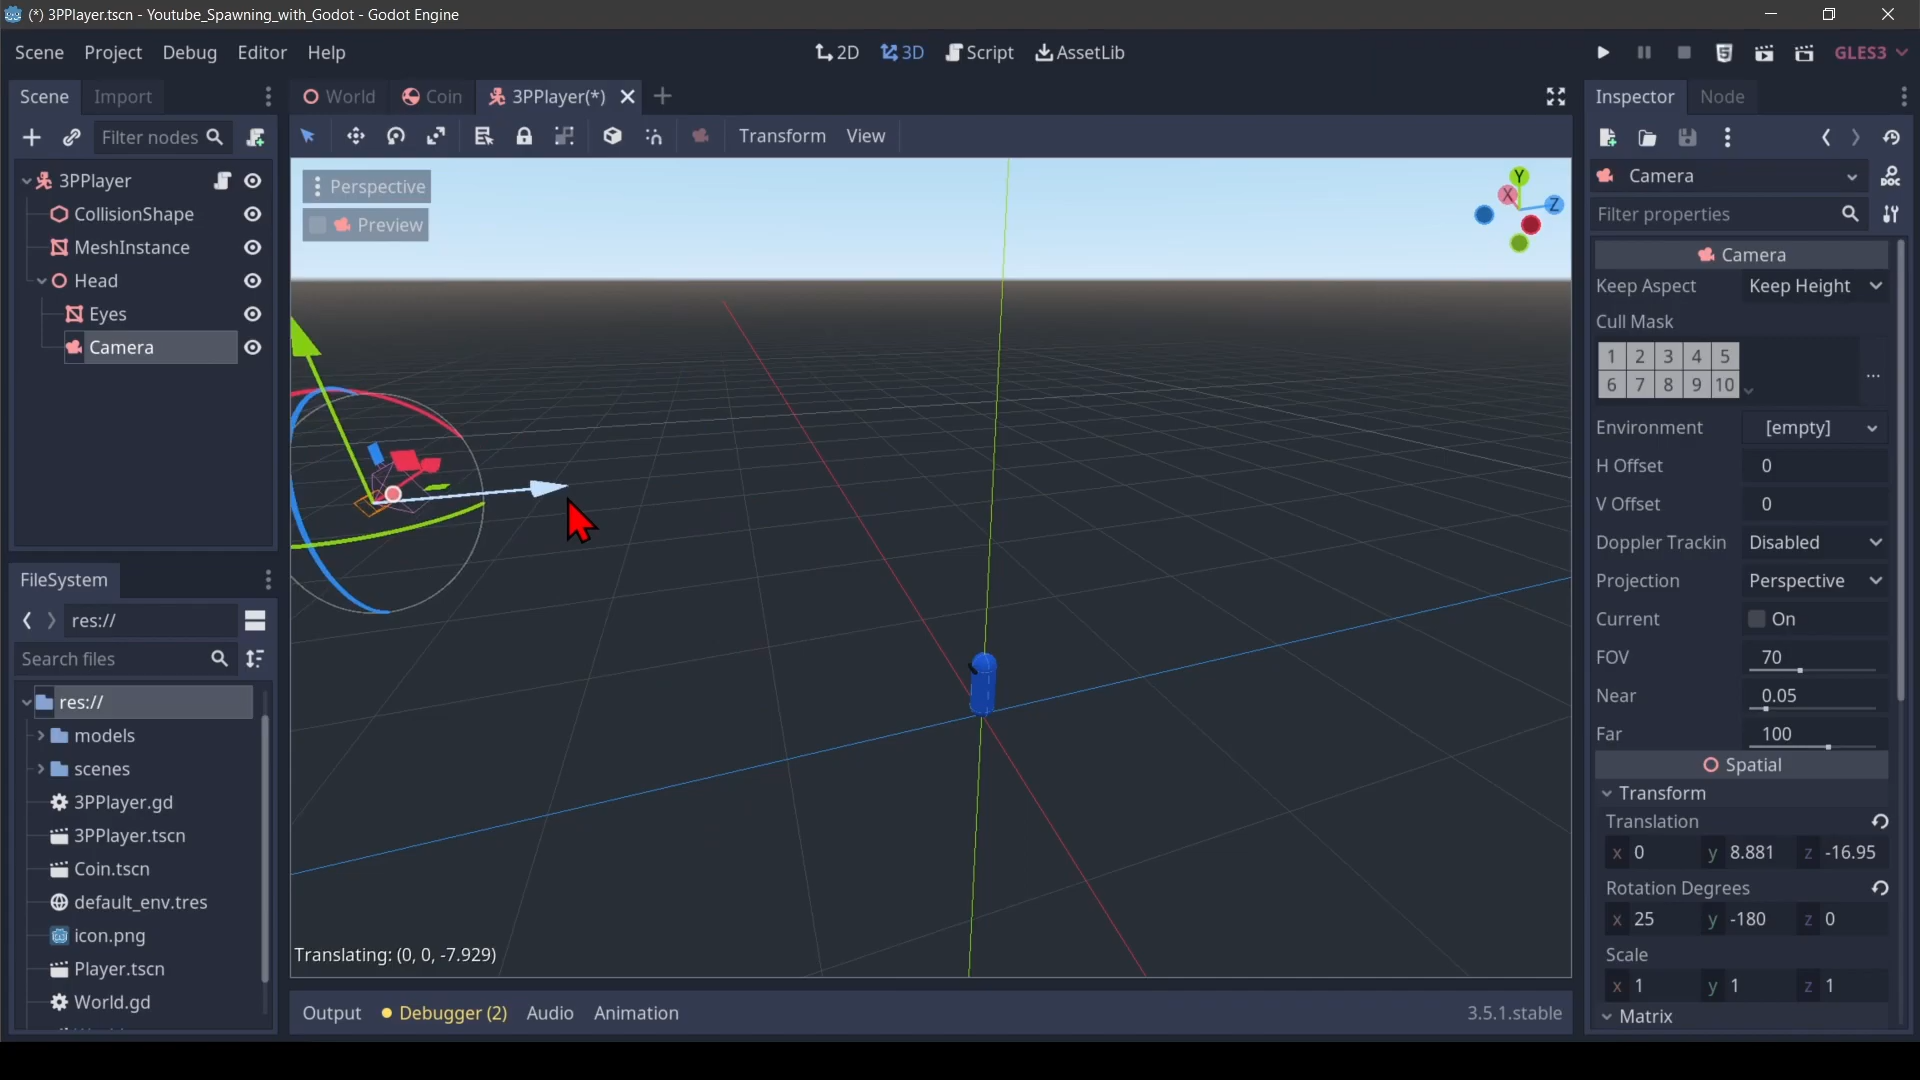 (*) 3PPlayer.tscn - Youtube_Spawning_with_Godot - Godot Engine
Scene Project Debug Editor Help
2D 3D Script AssetLib
GLES3
Scene Import
World Coin 3PPlayer(*)
Inspector Node
Filter nodes
Transform View
3PPlayer
CollisionShape
MeshInstance
Head
Eyes
Camera
Perspective
Preview
Y
X
Z
Camera
DOC
Filter properties
Camera
Keep Aspect Keep Height
Cull Mask
1 2 3 4 5
6 7 8 9 10
...
Environment [empty]
H Offset 0
V Offset 0
Doppler Trackin Disabled
Projection Perspective
Current On
FOV 70
Near 0.05
Far 100
Spatial
Transform
Translation
x 0 y 8.881 z -16.95
Rotation Degrees
x 25 y -180 z 0
Scale
x 1 y 1 z 1
Matrix
FileSystem
res://
Search files
res://
models
scenes
3PPlayer.gd
3PPlayer.tscn
Coin.tscn
default_env.tres
icon.png
Player.tscn
World.gd
Translating: (0, 0, -7.929)
Output Debugger (2) Audio Animation
3.5.1.stable